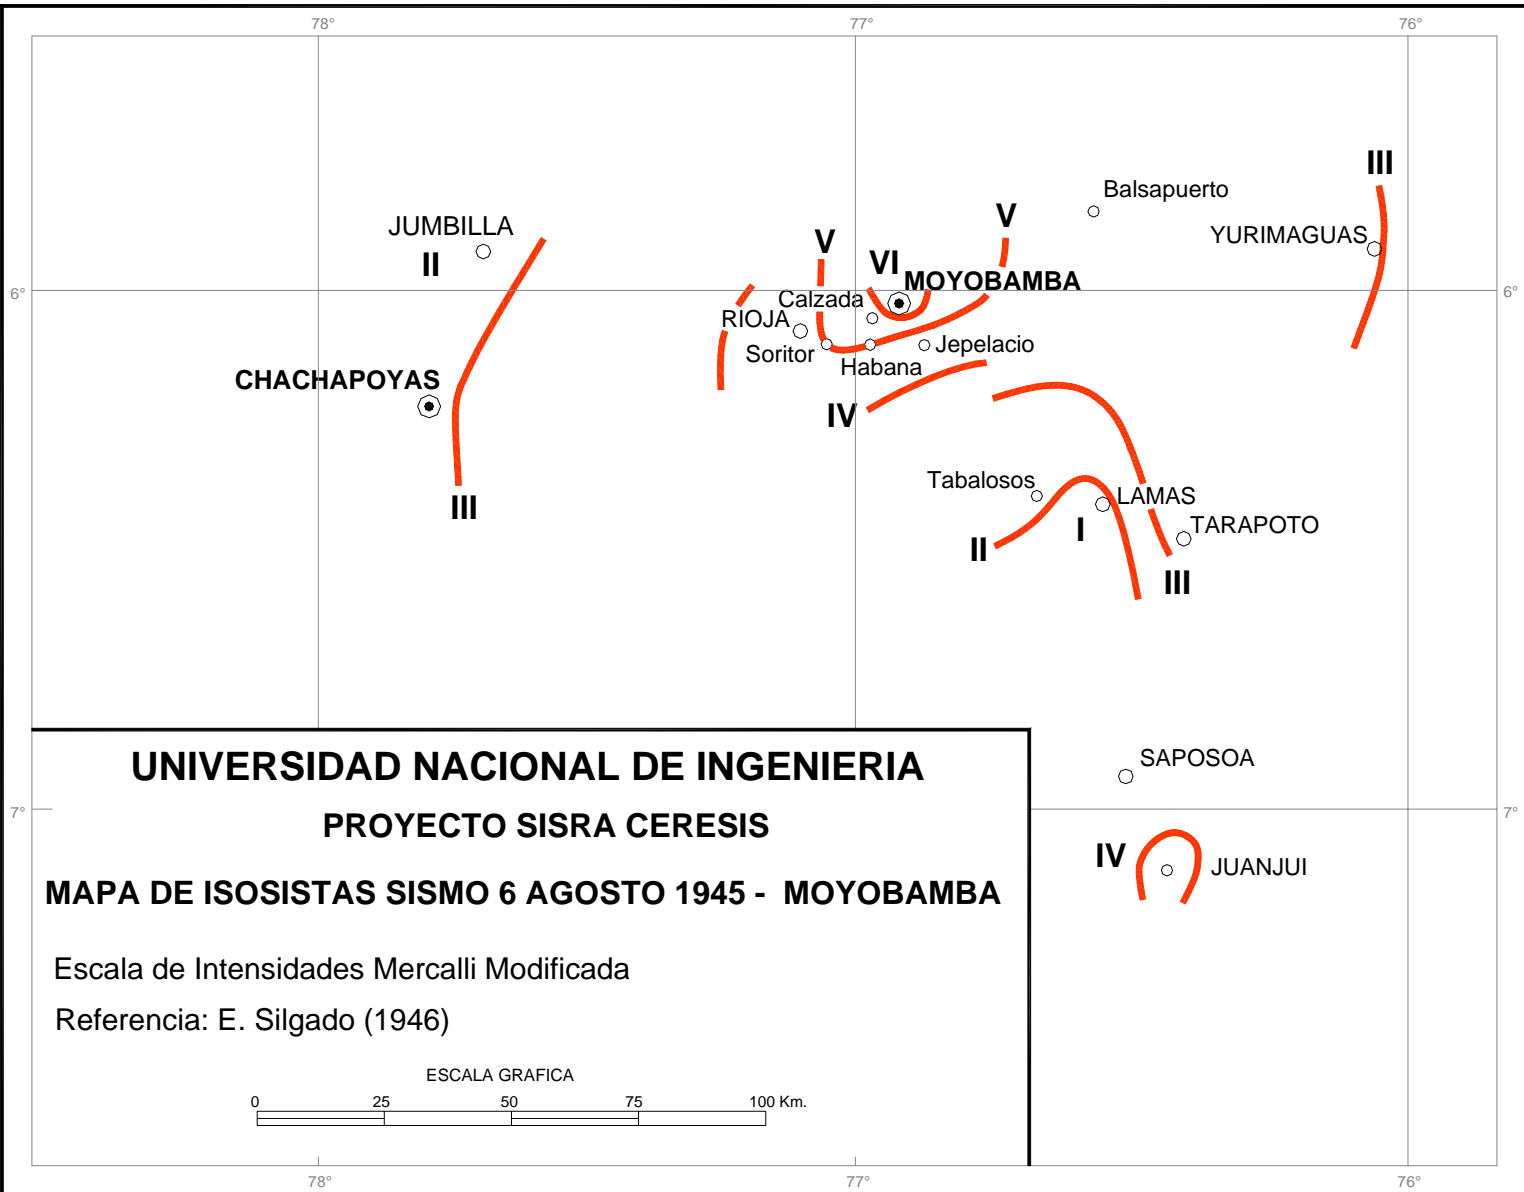 78° 77° 76°
III
Balsapuerto
V
JUMBILLA
YURIMAGUAS
V
II
VI
MOYOBAMBA
6° 6°
Calzada
RIOJA
Soritor
Jepelacio
Habana
CHACHAPOYAS
IV
Tabalosos
LAMAS
III
TARAPOTO
I
II
III
UNIVERSIDAD NACIONAL DE INGENIERIA
SAPOSOA
7° 7°
PROYECTO SISRA CERESIS
IV
JUANJUI
MAPA DE ISOSISTAS SISMO 6 AGOSTO 1945 - MOYOBAMBA
Escala de Intensidades Mercalli Modificada
Referencia: E. Silgado (1946)
ESCALA GRAFICA
0 25 50 75 100 Km.
78° 77° 76°